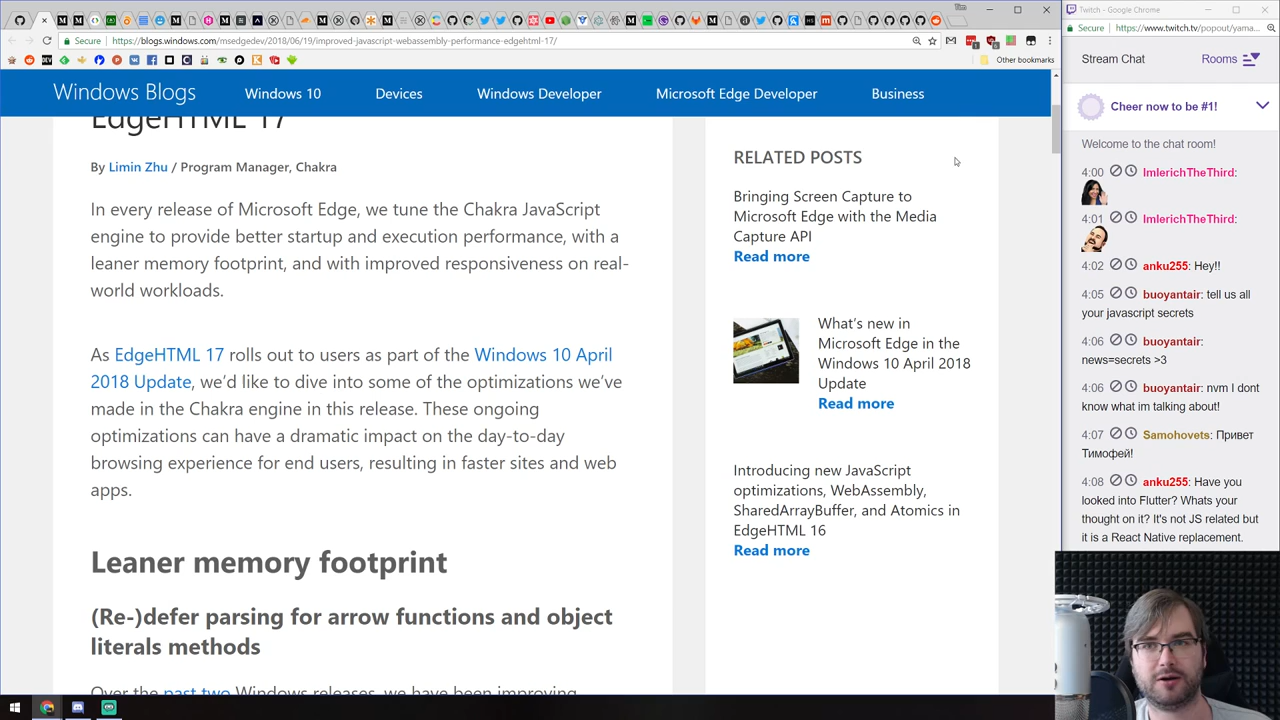 Twitch - Google Chrome
Secure
https://blogs.windows.com/msedgedev/2018/06/19/improved-javascript-webassembly-performance-edgehtml-17/
Other bookmarks
Windows Blogs
Windows 10
Devices
Windows Developer
Microsoft Edge Developer
Business
EdgeHTML 17
By Limin Zhu / Program Manager, Chakra
In every release of Microsoft Edge, we tune the Chakra JavaScript
engine to provide better startup and execution performance, with a
leaner memory footprint, and with improved responsiveness on real-
world workloads.
As EdgeHTML 17 rolls out to users as part of the Windows 10 April
2018 Update, we'd like to dive into some of the optimizations we've
made in the Chakra engine in this release. These ongoing
optimizations can have a dramatic impact on the day-to-day
browsing experience for end users, resulting in faster sites and web
apps.
Leaner memory footprint
(Re-)defer parsing for arrow functions and object
literals methods
Over the past two Windows releases, we have been improving
RELATED POSTS
Bringing Screen Capture to
Microsoft Edge with the Media
Capture API
Read more
What's new in
Microsoft Edge in the
Windows 10 April 2018
Update
Read more
Introducing new JavaScript
optimizations, WebAssembly,
SharedArrayBuffer, and Atomics in
EdgeHTML 16
Read more
Secure
https://www.twitch.tv/popout/yama...
Stream Chat
Rooms
Cheer now to be #1!
Welcome to the chat room!
4:00 ImlerichTheThird:
4:01 ImlerichTheThird:
4:02 anku255: Hey!!
4:05 buoyantair: tell us all
your javascript secrets
4:06 buoyantair:
news=secrets >3
4:06 buoyantair: nvm I dont
know what im talking about!
4:07 Samohovets: Привет
Тимофей!
4:08 anku255: Have you
looked into Flutter? Whats your
thought on it? It's not JS related but
it is a React Native replacement.